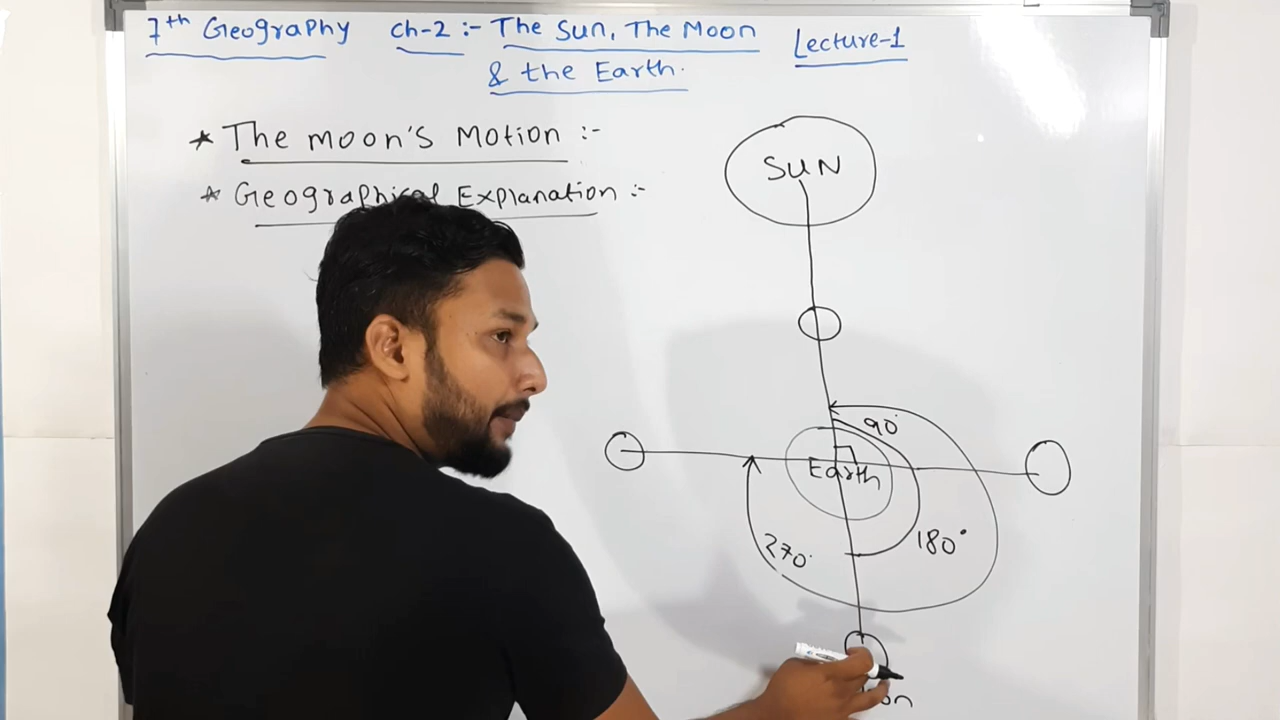 7th Geography Ch-2 :- The Sun, The Moon Lecture-1
& the Earth.
* The Moon's Motion :-
* Geographical Explanation :-
SUN
90°
Earth
180°
270°